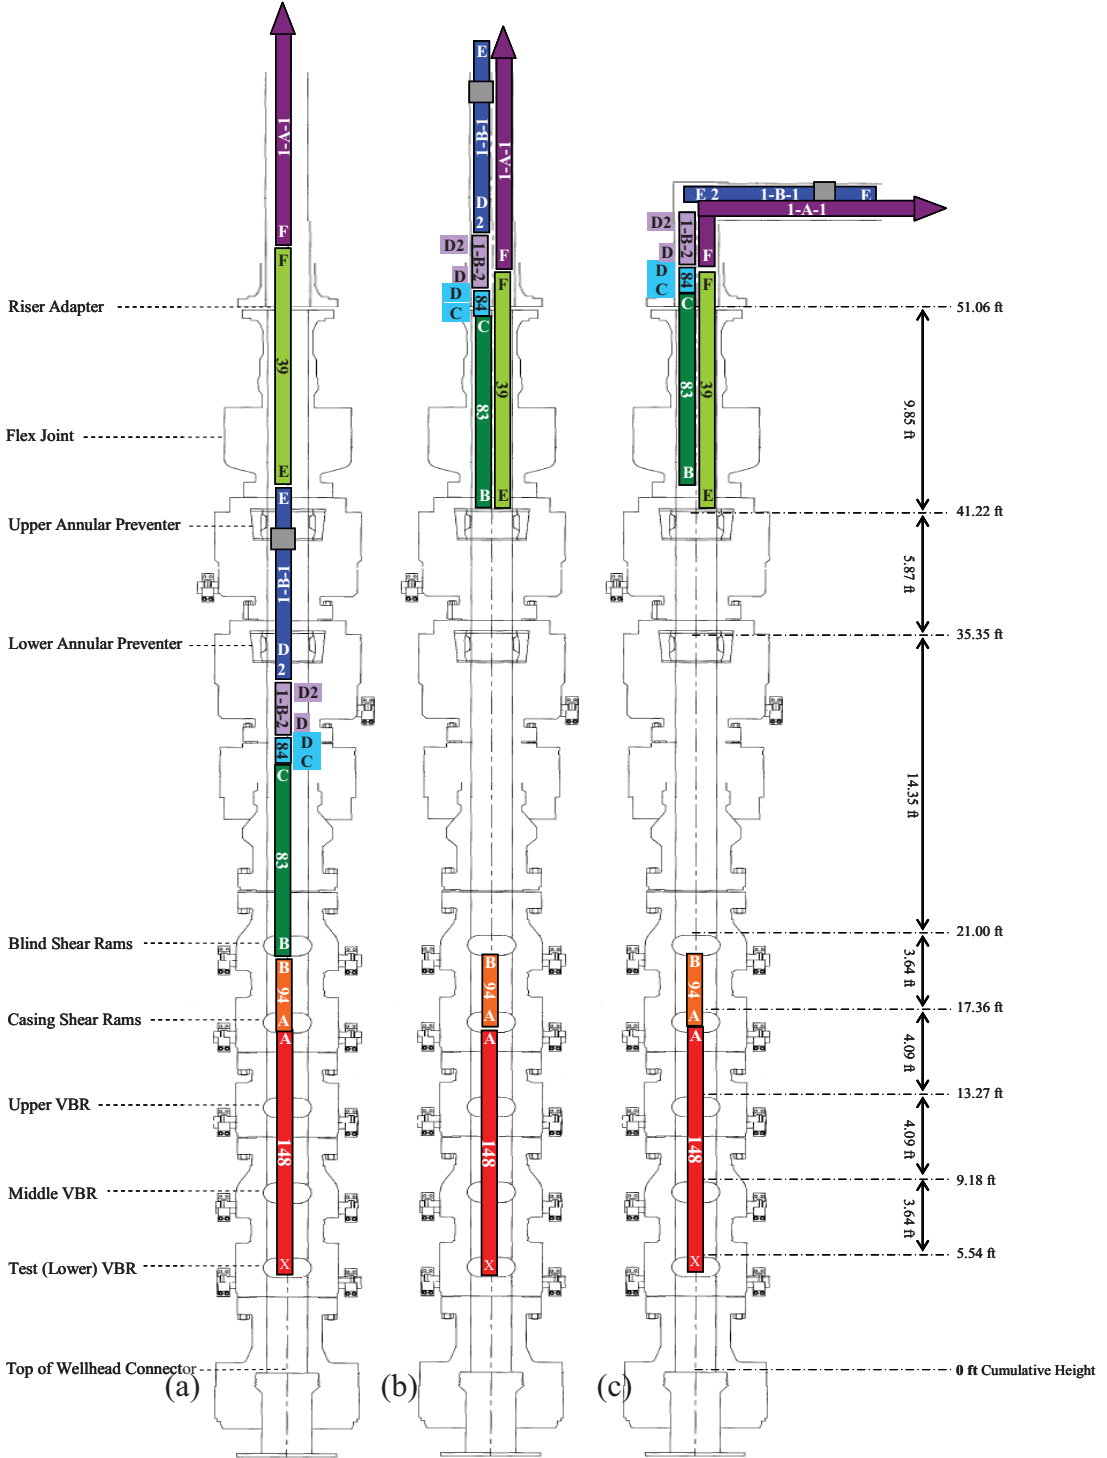 1-A-1
F
F
39
E
E
1-B-1
D
2
1-B-2
D2
D
84
D
C
C
83
B
B
94
A
A
148
X
(a)
E
1-B-1
D
2
1-A-1
F
D2
D
1-B-2
D
C
84
F
39
E
C
83
B
B
94
A
A
148
X
(b)
E 2
1-B-1
E
1-A-1
F
D2
D
1-B-2
D
C
84
F
39
E
C
83
B
B
94
A
A
148
X
(c)
Riser Adapter
Flex Joint
Upper Annular Preventer
Lower Annular Preventer
Blind Shear Rams
Casing Shear Rams
Upper VBR
Middle VBR
Test (Lower) VBR
Top of Wellhead Connector
51.06 ft
9.85 ft
41.22 ft
5.87 ft
35.35 ft
14.35 ft
21.00 ft
3.64 ft
17.36 ft
4.09 ft
13.27 ft
4.09 ft
9.18 ft
3.64 ft
5.54 ft
0 ft Cumulative Height